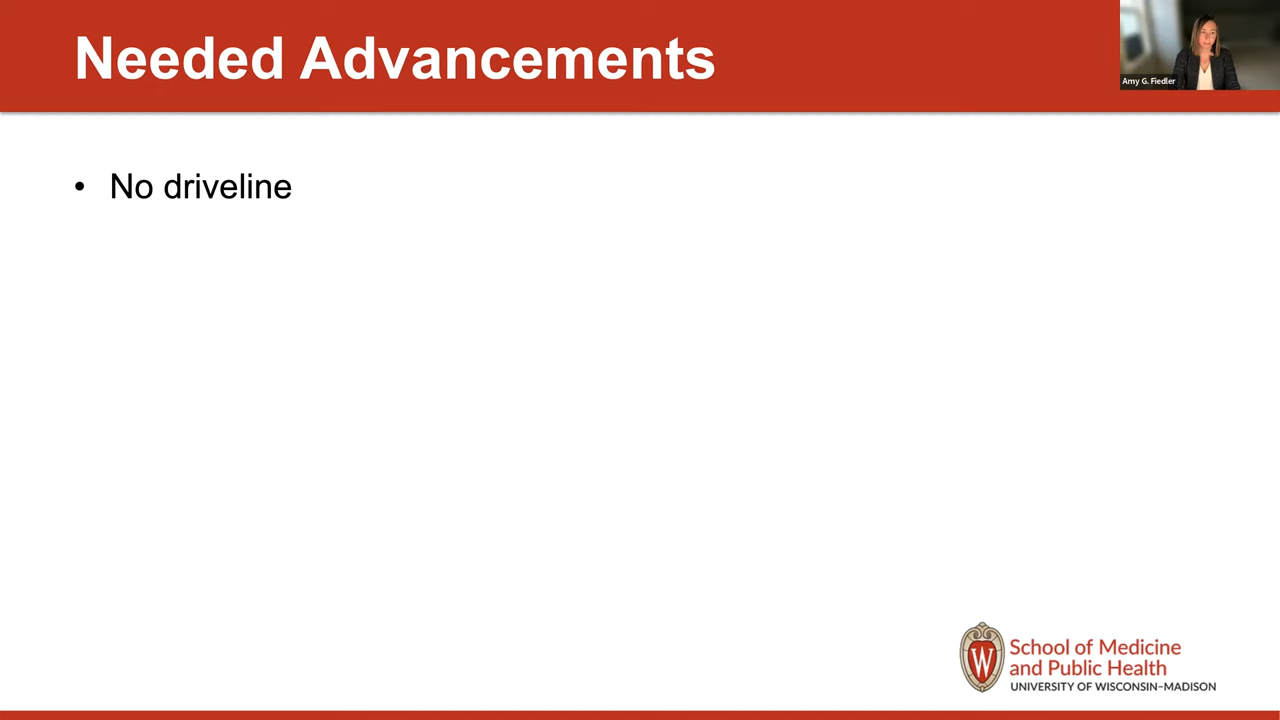 Needed Advancements
Amy G. Fiedler
• No driveline
W
School of Medicine
and Public Health
UNIVERSITY OF WISCONSIN–MADISON